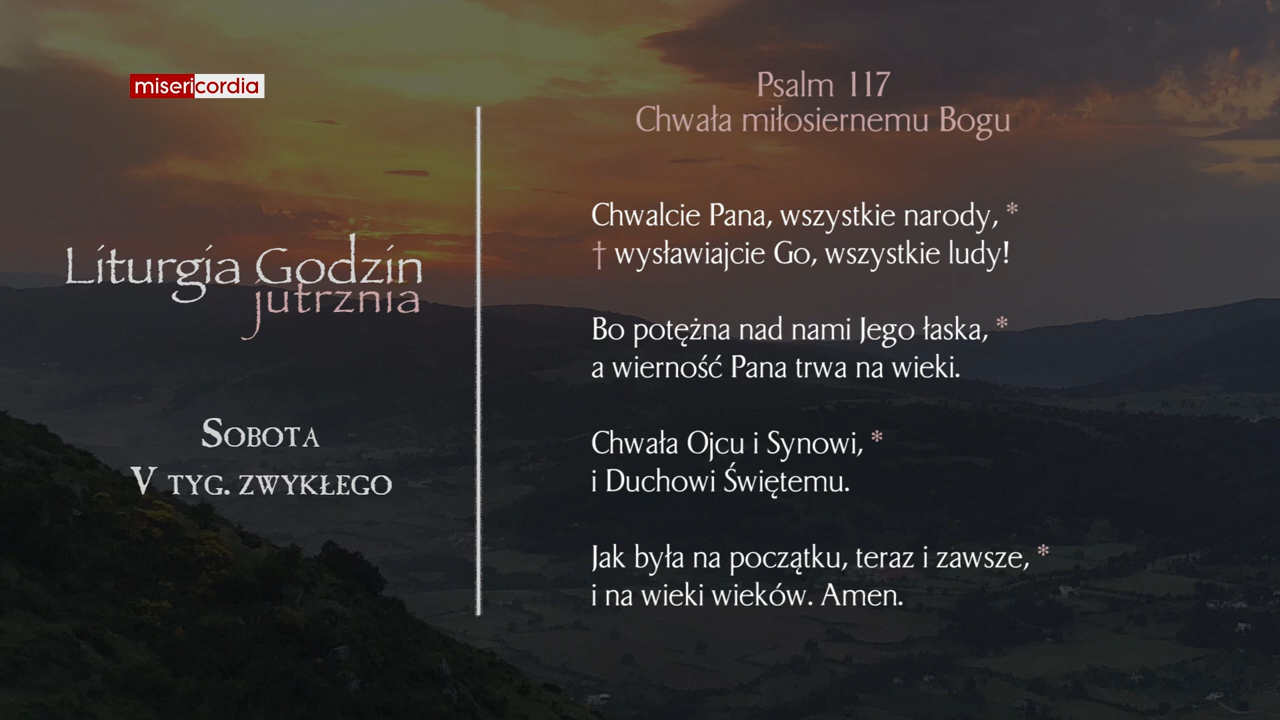 misericordia
Liturgia Godzin
jutrznia
Sobota
V tyg. zwykłego
Psalm 117
Chwała miłosiernemu Bogu
Chwalcie Pana, wszystkie narody, *
† wysławiajcie Go, wszystkie ludy!
Bo potężna nad nami Jego łaska, *
a wierność Pana trwa na wieki.
Chwała Ojcu i Synowi, *
i Duchowi Świętemu.
Jak była na początku, teraz i zawsze, *
i na wieki wieków. Amen.